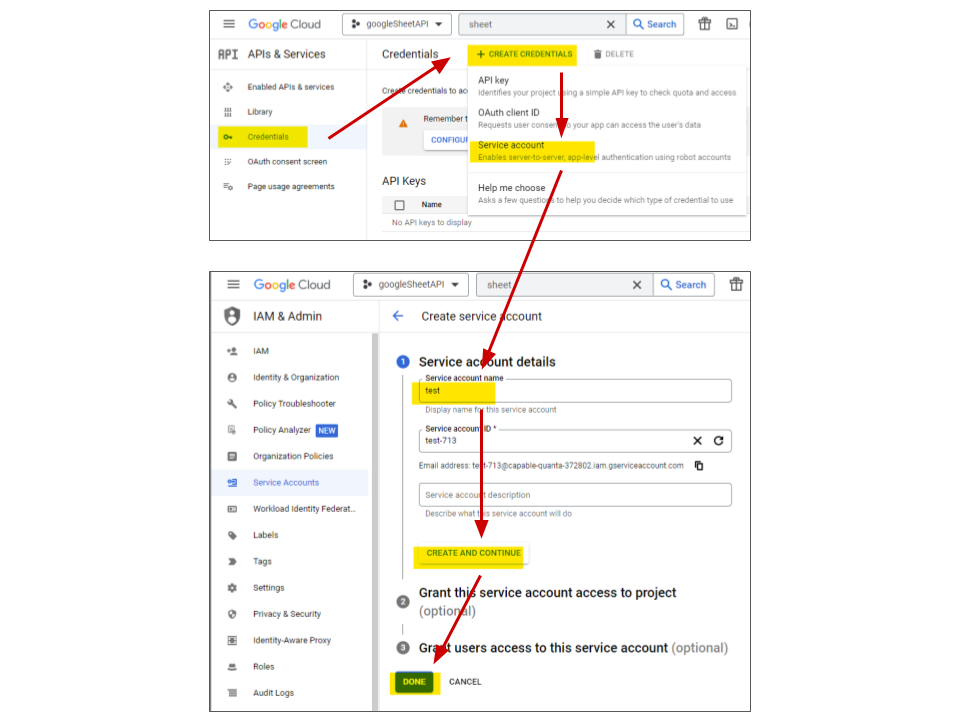 Google Cloud
googleSheetAPI
sheet
Search
API APIs & Services
Credentials
+ CREATE CREDENTIALS
DELETE
Enabled APIs & services
Library
Credentials
OAuth consent screen
Page usage agreements
Create credentials to
Remember
API key
Identifies your project using a simple API key to check quota and access
OAuth client ID
Requests user consent so your app can access the user's data
Service account
Enables server-to-server, app-level authentication using robot accounts
Help me choose
Asks a few questions to help you decide which type of credential to use
API Keys
Name
No API keys to display
Google Cloud
googleSheetAPI
sheet
Search
IAM & Admin
Create service account
IAM
Identity & Organization
Policy Troubleshooter
Policy Analyzer NEW
Organization Policies
Service Accounts
Workload Identity Federat...
Labels
Tags
Settings
Privacy & Security
Identity-Aware Proxy
Roles
Audit Logs
1 Service account details
Service account name
test
Display name for this service account
Service account ID *
test-713
Email address: test-713@capable-quanta-372802.iam.gserviceaccount.com
Service account description
Describe what this service account will do
CREATE AND CONTINUE
2 Grant this service account access to project
(optional)
3 Grant users access to this service account (optional)
DONE
CANCEL